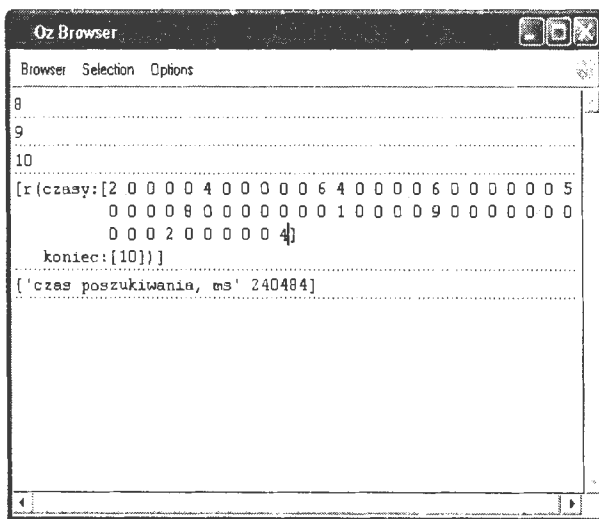 Oz Browser
Browser Selection Options
8
9
10
[r(czasy:[2 0 0 0 0 4 0 0 0 0 0 6 4 0 0 0 0 6 0 0 0 0 0 0 5
0 0 0 0 8 0 0 0 0 0 0 0 1 0 0 0 0 9 0 0 0 0 0 0 0
0 0 0 2 0 0 0 0 0 4]
koniec:[10])]
['czas poszukiwania, ms' 240484]